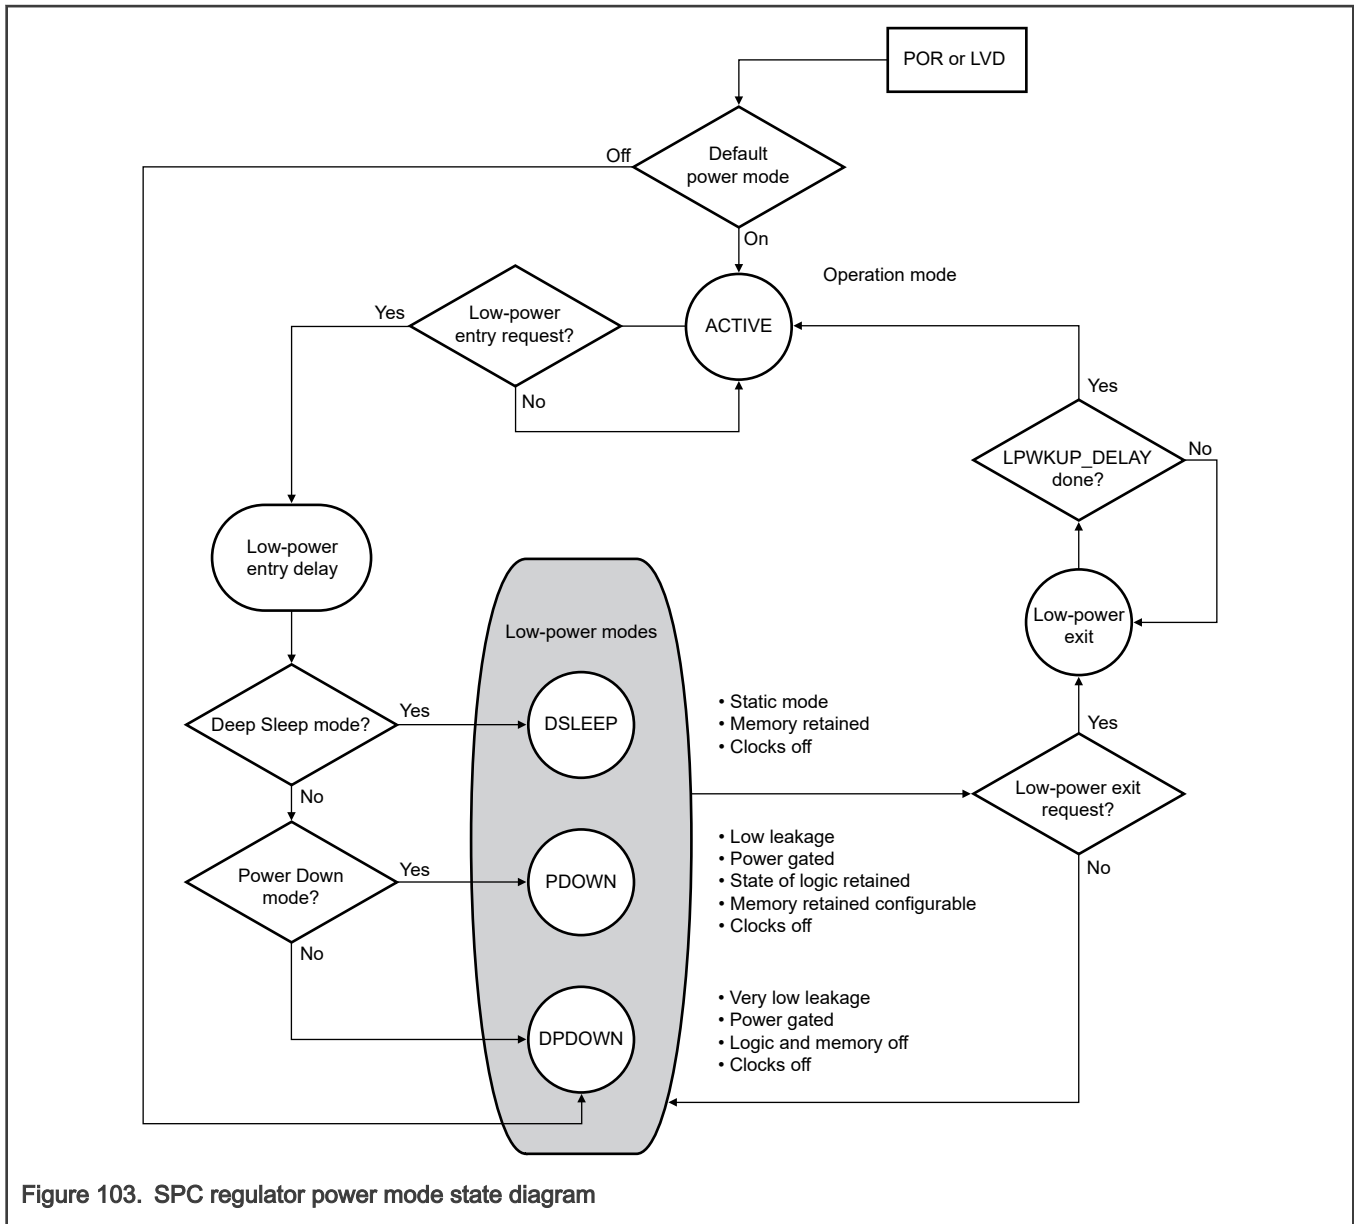 POR or LVD
Default
power mode
Off
On
Operation mode
Low-power
entry request?
Yes
No
ACTIVE
Yes
LPWKUP_DELAY
done?
No
Low-power
entry delay
Low-power
exit
Low-power modes
Deep Sleep mode?
Yes
No
DSLEEP
• Static mode
• Memory retained
• Clocks off
Yes
Low-power exit
request?
No
Power Down
mode?
Yes
No
PDOWN
• Low leakage
• Power gated
• State of logic retained
• Memory retained configurable
• Clocks off
DPDOWN
• Very low leakage
• Power gated
• Logic and memory off
• Clocks off
Figure 103. SPC regulator power mode state diagram